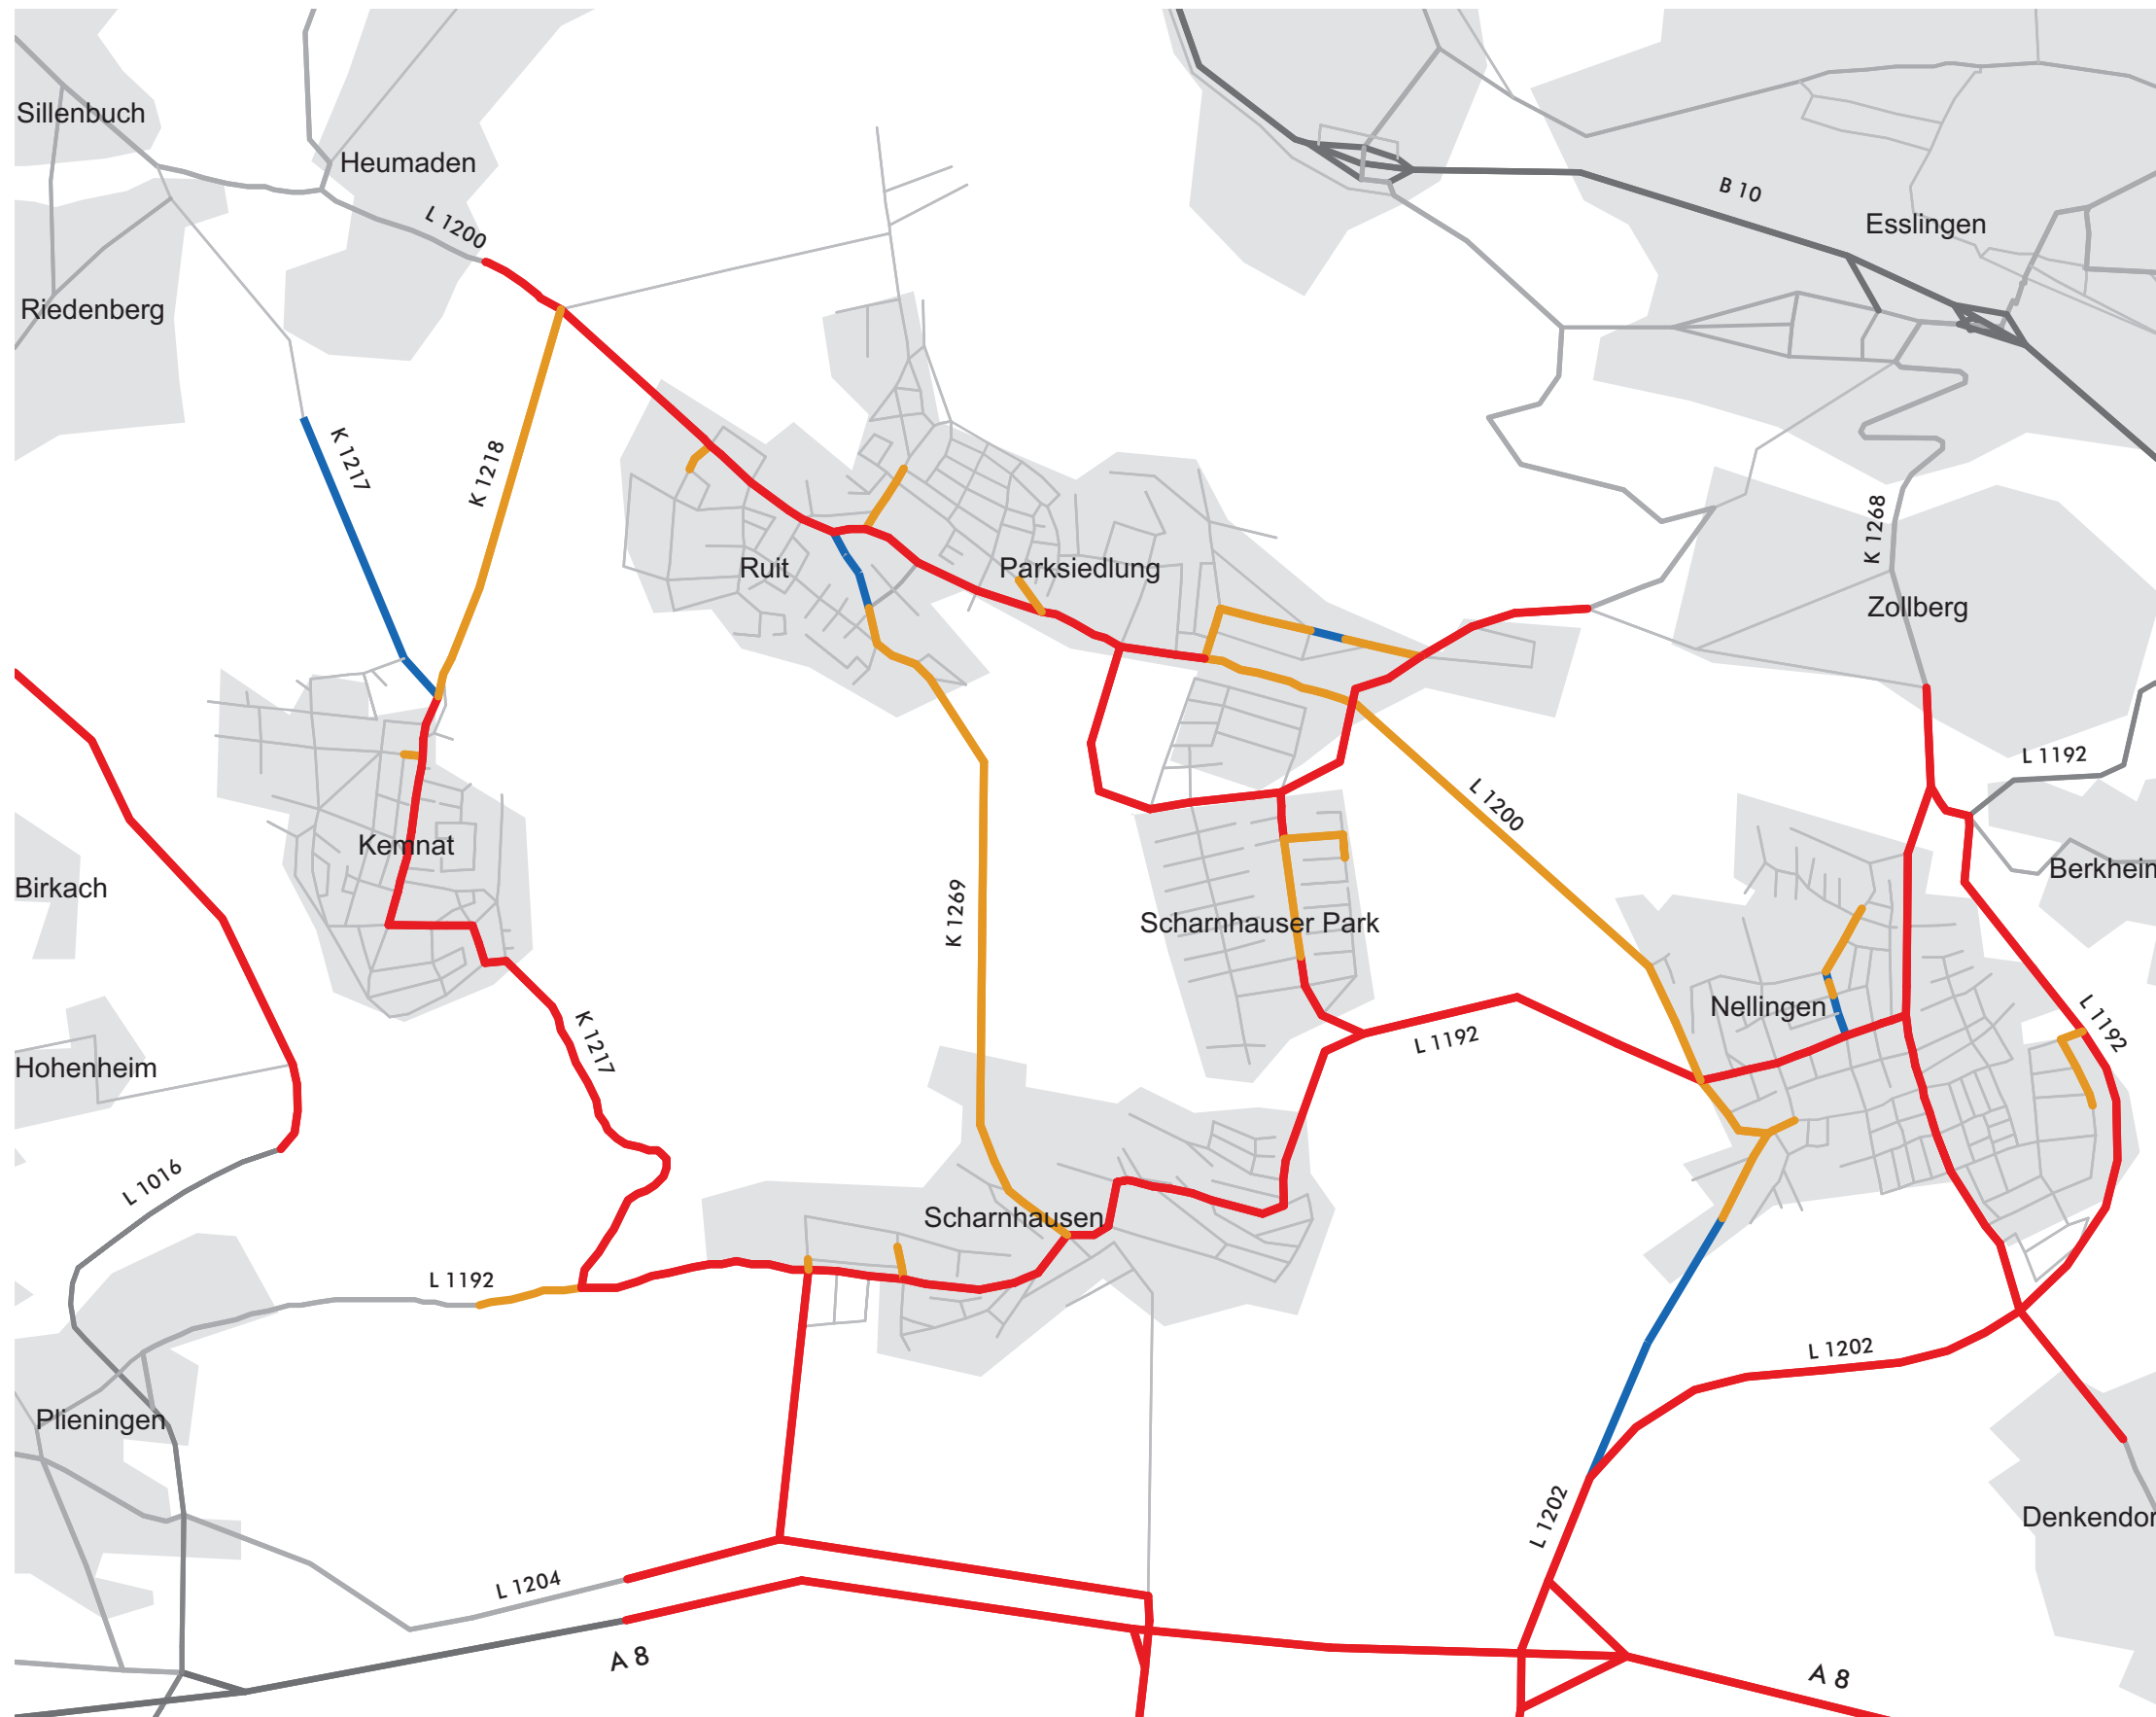 Sillenbuch
Heumaden
L 1200
B 10
Esslingen
Riedenberg
K 1217
K 1218
K 1268
Ruit
Parksiedlung
Zollberg
L 1192
L 1200
Kemnat
Berkheim
Birkach
K 1269
Scharnhauser Park
Nellingen
L 1192
K 1217
L 1192
Hohenheim
L 1016
Scharnhausen
L 1192
L 1202
Plieningen
L 1202
Denkendor
L 1204
A 8
A 8